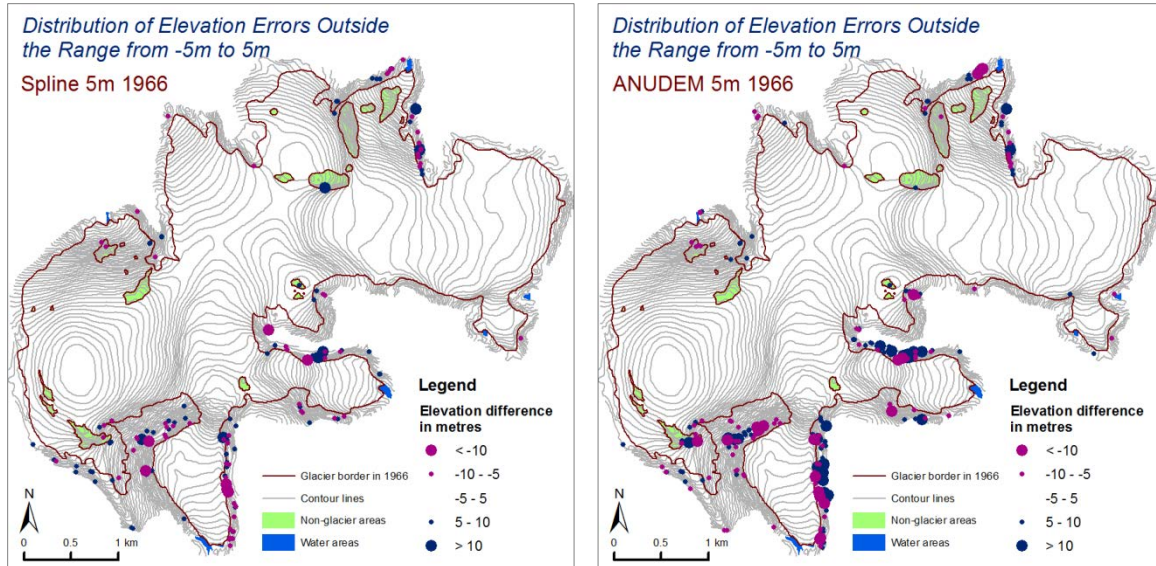 Distribution of Elevation Errors Outside
the Range from -5m to 5m
Spline 5m 1966
Legend
Elevation difference
in metres
< -10
-10 - -5
-5 - 5
5 - 10
> 10
Glacier border in 1966
Contour lines
Non-glacier areas
Water areas
N
0 0.5 1 km
Distribution of Elevation Errors Outside
the Range from -5m to 5m
ANUDEM 5m 1966
Legend
Elevation difference
in metres
< -10
-10 - -5
-5 - 5
5 - 10
> 10
Glacier border in 1966
Contour lines
Non-glacier areas
Water areas
N
0 0.5 1 km